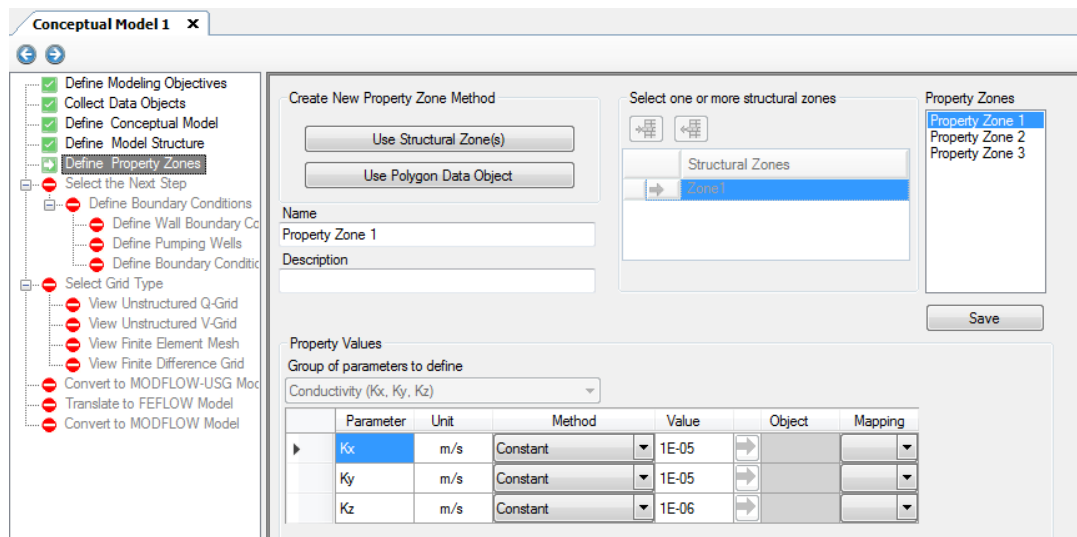 Conceptual Model 1 X
Define Modeling Objectives
Collect Data Objects
Define Conceptual Model
Define Model Structure
Define Property Zones
Select the Next Step
Define Boundary Conditions
Define Wall Boundary Co
Define Pumping Wells
Define Boundary Conditic
Select Grid Type
View Unstructured Q-Grid
View Unstructured V-Grid
View Finite Element Mesh
View Finite Difference Grid
Convert to MODFLOW-USG Moc
Translate to FEFLOW Model
Convert to MODFLOW Model
Create New Property Zone Method
Use Structural Zone(s)
Use Polygon Data Object
Name
Property Zone 1
Description
Select one or more structural zones
Structural Zones
Zone1
Property Zones
Property Zone 1
Property Zone 2
Property Zone 3
Save
Property Values
Group of parameters to define
Conductivity (Kx, Ky, Kz)
Parameter Unit Method Value Object Mapping
Kx m/s Constant 1E-05
Ky m/s Constant 1E-05
Kz m/s Constant 1E-06